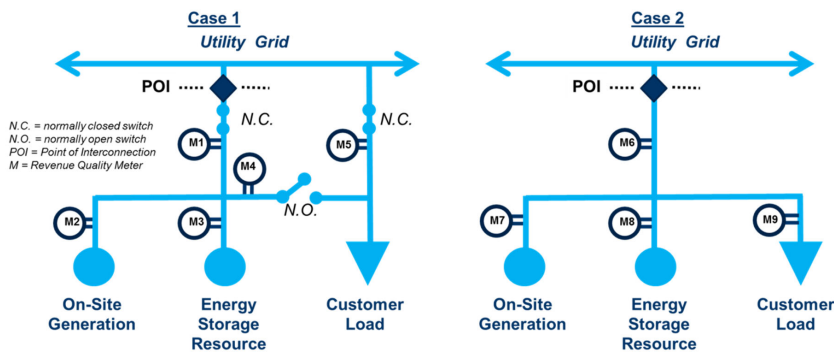 Case 1
Utility Grid
POI
N.C.
N.C.
N.C. = normally closed switch
N.O. = normally open switch
POI = Point of Interconnection
M = Revenue Quality Meter
M1
M5
M4
N.O.
M2
M3
On-Site
Generation
Energy
Storage
Resource
Customer
Load
Case 2
Utility Grid
POI
M6
M7
M8
M9
On-Site
Generation
Energy
Storage
Resource
Customer
Load